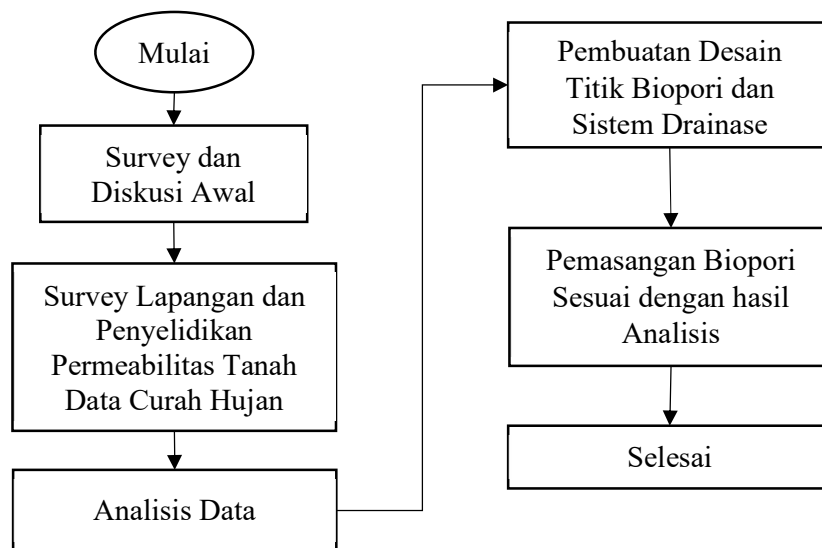 Mulai
Survey dan
Diskusi Awal
Survey Lapangan dan
Penyelidikan
Permeabilitas Tanah
Data Curah Hujan
Analisis Data
Pembuatan Desain
Titik Biopori dan
Sistem Drainase
Pemasangan Biopori
Sesuai dengan hasil
Analisis
Selesai